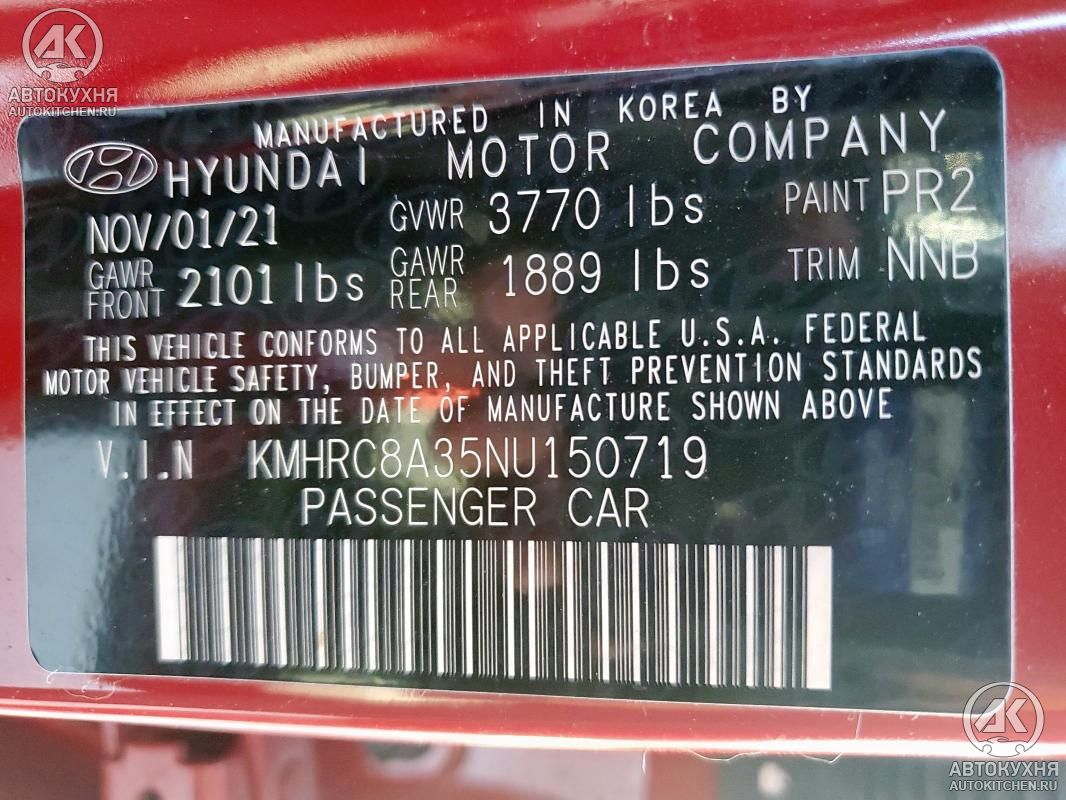 АК
АВТОКУХНЯ
AUTOKITCHEN.RU
MANUFACTURED IN KOREA BY
HYUNDAI MOTOR COMPANY
NOV/01/21 GVWR 3770 lbs PAINT PR2
GAWR FRONT 2101 lbs GAWR REAR 1889 lbs TRIM NNB
THIS VEHICLE CONFORMS TO ALL APPLICABLE U.S.A. FEDERAL
MOTOR VEHICLE SAFETY, BUMPER, AND THEFT PREVENTION STANDARDS
IN EFFECT ON THE DATE OF MANUFACTURE SHOWN ABOVE
V.I.N KMHRC8A35NU150719
PASSENGER CAR
АК
АВТОКУХНЯ
AUTOKITCHEN.RU